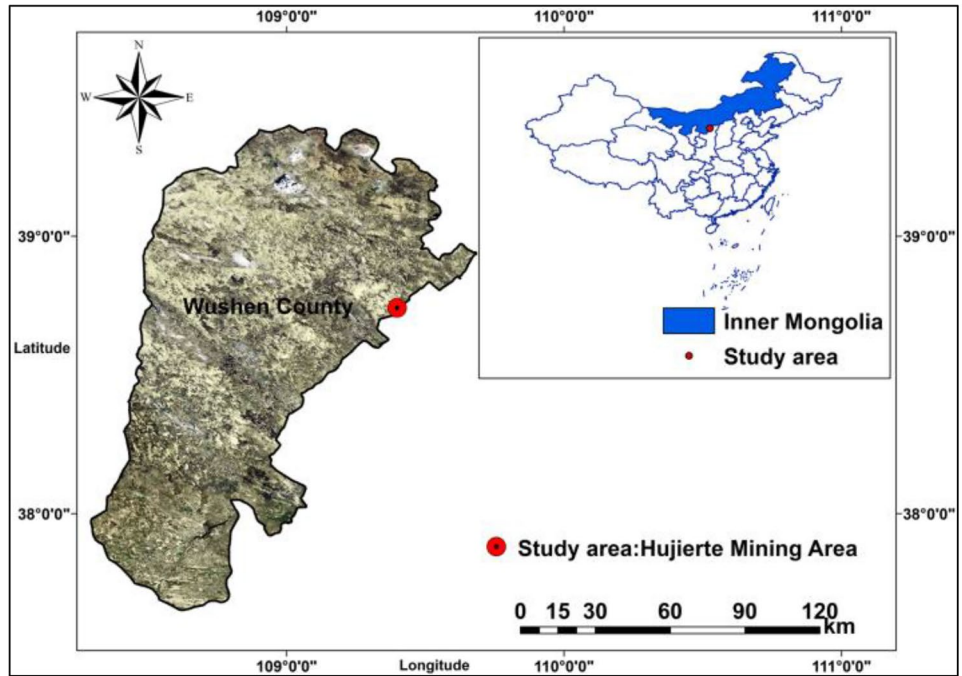 109°0'0" 110°0'0" 111°0'0"
N
W E
S
39°0'0" 39°0'0"
Wushen County
Inner Mongolia
Latitude
Study area
38°0'0" 38°0'0"
Study area:Hujierte Mining Area
0 15 30 60 90 120
km
109°0'0" Longitude 110°0'0" 111°0'0"